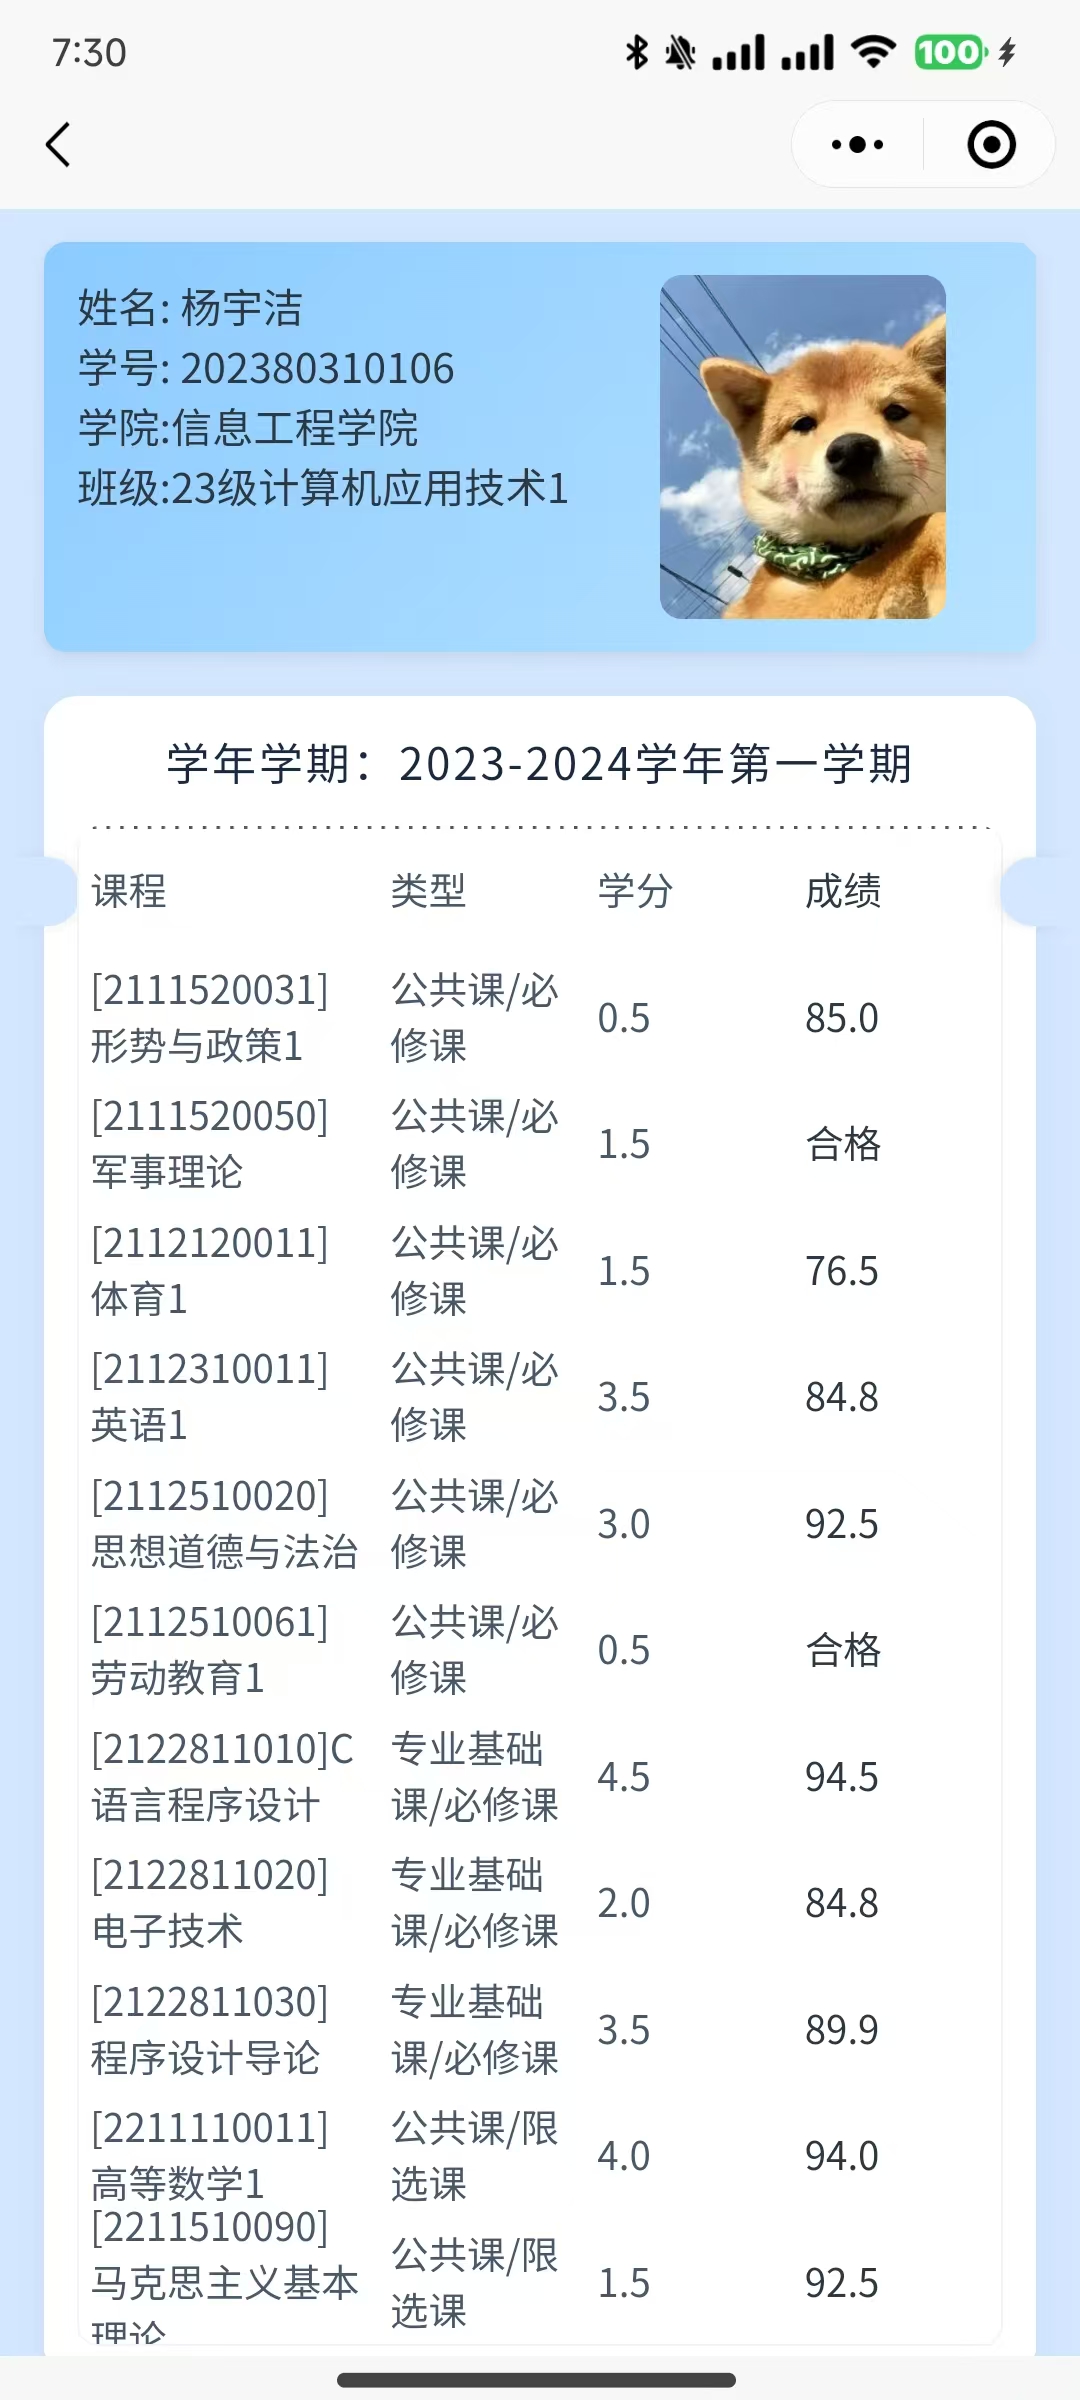 7:30
100
姓名: 杨宇洁
学号: 202380310106
学院:信息工程学院
班级:23级计算机应用技术1
学年学期：2023-2024学年第一学期
课程 类型 学分 成绩
[2111520031] 公共课/必
形势与政策1 修课 0.5 85.0
[2111520050] 公共课/必
军事理论 修课 1.5 合格
[2112120011] 公共课/必
体育1 修课 1.5 76.5
[2112310011] 公共课/必
英语1 修课 3.5 84.8
[2112510020] 公共课/必
思想道德与法治 修课 3.0 92.5
[2112510061] 公共课/必
劳动教育1 修课 0.5 合格
[2122811010]C 专业基础
语言程序设计 课/必修课 4.5 94.5
[2122811020] 专业基础
电子技术 课/必修课 2.0 84.8
[2122811030] 专业基础
程序设计导论 课/必修课 3.5 89.9
[2211110011] 公共课/限
高等数学1 选课 4.0 94.0
[2211510090] 公共课/限
马克思主义基本 选课 1.5 92.5
理论